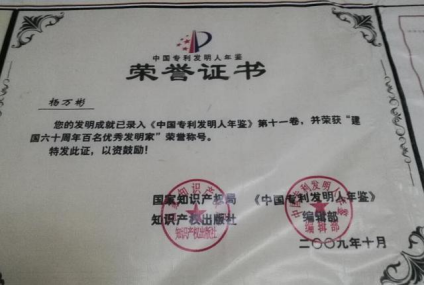 中国专利发明人年鉴
荣誉证书
杨万彬
您的发明成就已录入《中国专利发明人年鉴》第十一卷，并荣获“建
国六十周年百名优秀发明家”荣誉称号。
特发此证，以资鼓励！
国家知识产权局 《中国专利发明人年鉴》
知识产权出版社 编辑部
二〇〇九年十月